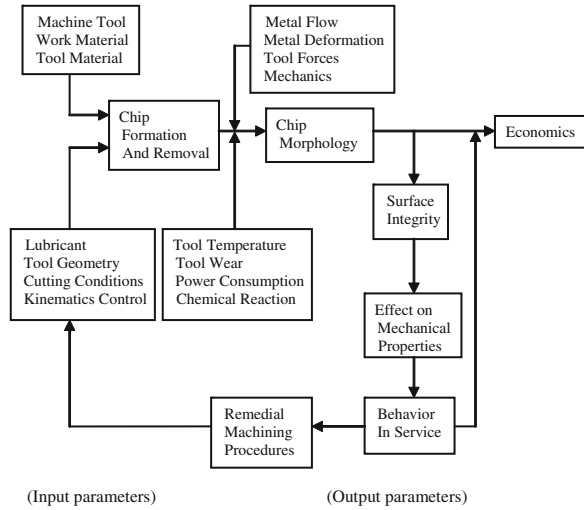 Machine Tool
Work Material
Tool Material
Metal Flow
Metal Deformation
Tool Forces
Mechanics
Chip
Formation
And Removal
Chip
Morphology
Economics
Surface
Integrity
Lubricant
Tool Geometry
Cutting Conditions
Kinematics Control
Tool Temperature
Tool Wear
Power Consumption
Chemical Reaction
Effect on
Mechanical
Properties
Remedial
Machining
Procedures
Behavior
In Service
(Input parameters)
(Output parameters)